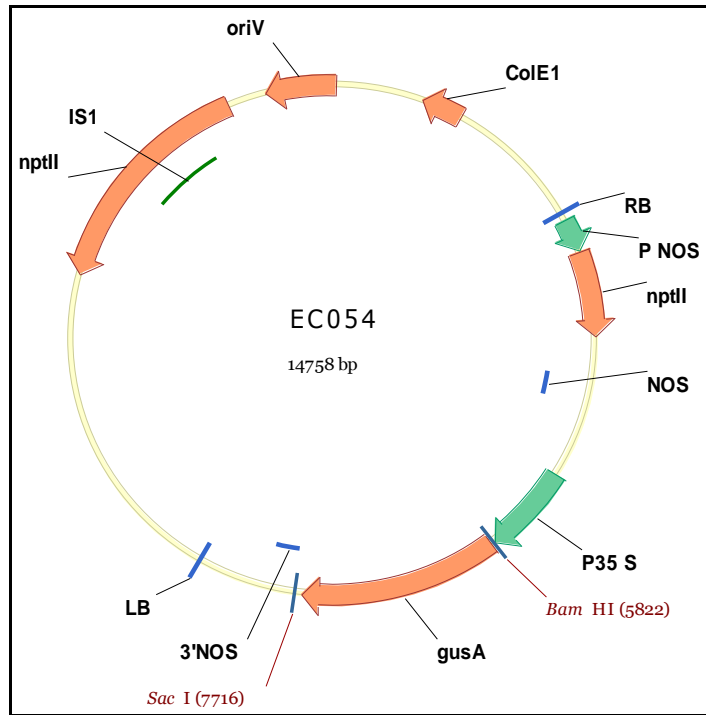 oriV
ColE1
IS1
nptII
RB
P NOS
nptII
EC054
14758 bp
NOS
P35 S
Bam HI (5822)
LB
3'NOS
gusA
Sac I (7716)